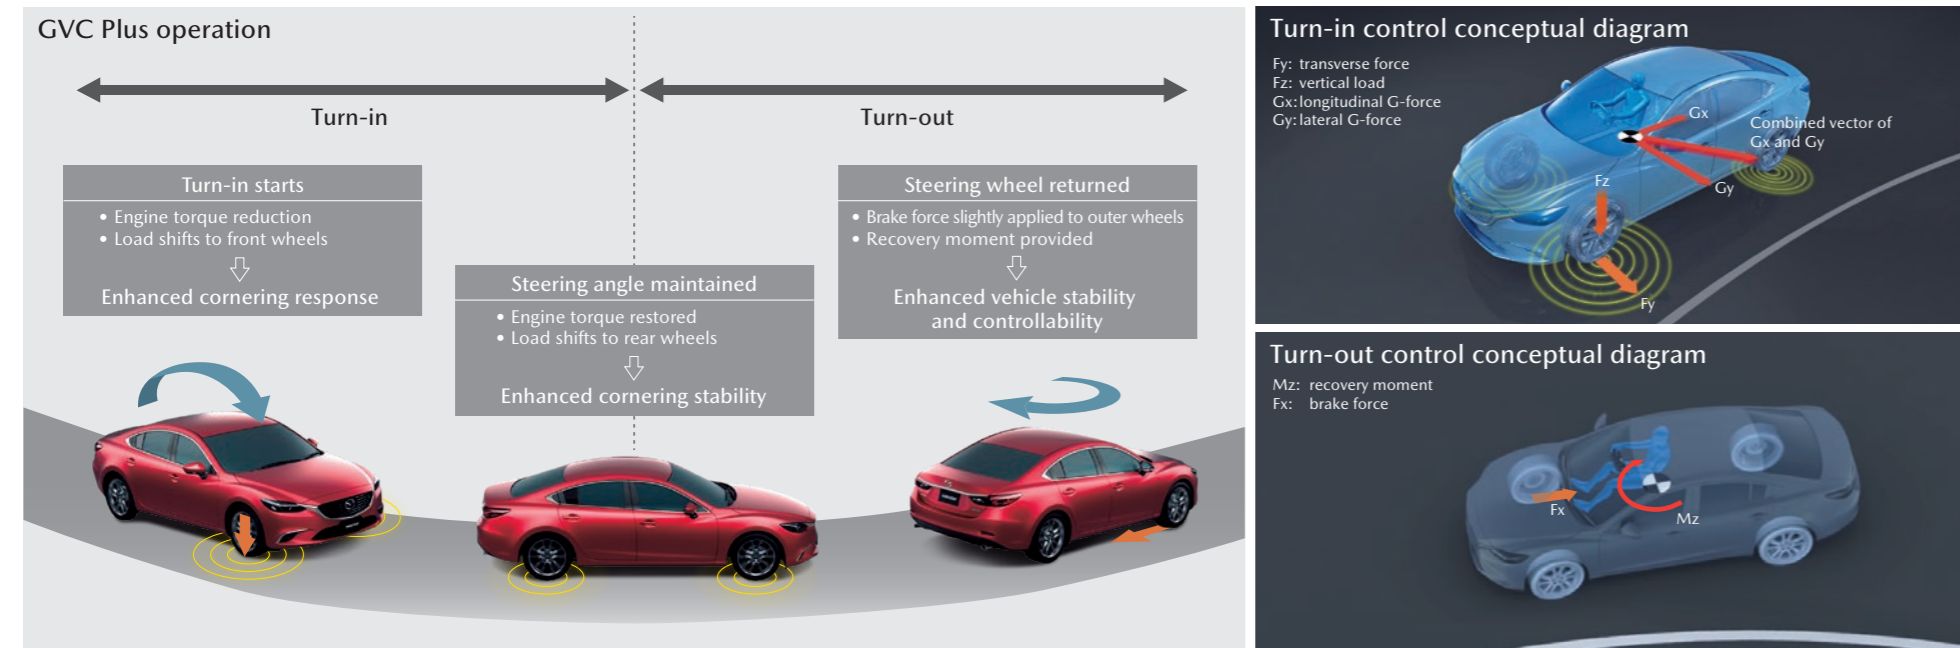 GVC Plus operation
Turn-in
Turn-out
Turn-in starts
• Engine torque reduction
• Load shifts to front wheels
Enhanced cornering response
Steering angle maintained
• Engine torque restored
• Load shifts to rear wheels
Enhanced cornering stability
Steering wheel returned
• Brake force slightly applied to outer wheels
• Recovery moment provided
Enhanced vehicle stability
and controllability
Turn-in control conceptual diagram
Fy: transverse force
Fz: vertical load
Gx: longitudinal G-force
Gy: lateral G-force
Gx
Combined vector of
Gx and Gy
Gy
Fz
Fy
Turn-out control conceptual diagram
Mz: recovery moment
Fx: brake force
Fx
Mz